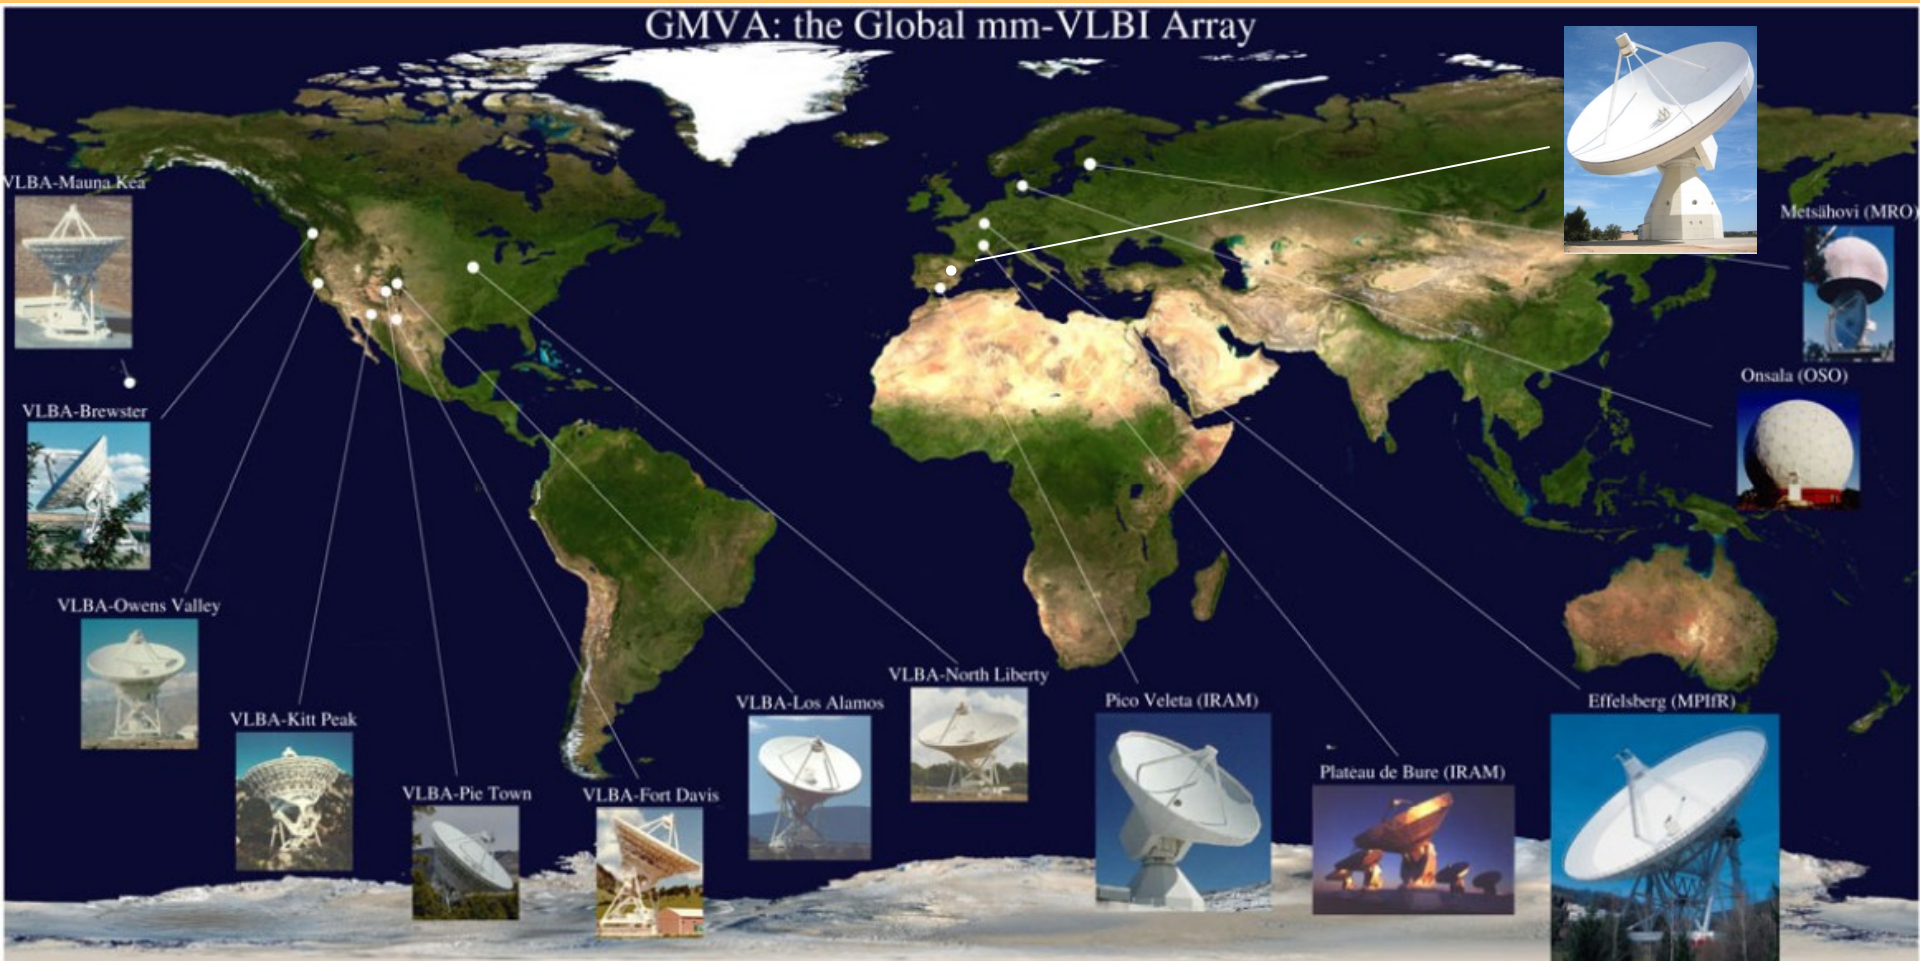 GMVA: the Global mm-VLBI Array
VLBA-Mauna Kea
Metsähovi (MRO)
Onsala (OSO)
VLBA-Brewster
VLBA-Owens Valley
VLBA-North Liberty
Pico Veleta (IRAM)
Effelsberg (MPIfR)
VLBA-Los Alamos
VLBA-Kitt Peak
Plateau de Bure (IRAM)
VLBA-Pie Town
VLBA-Fort Davis